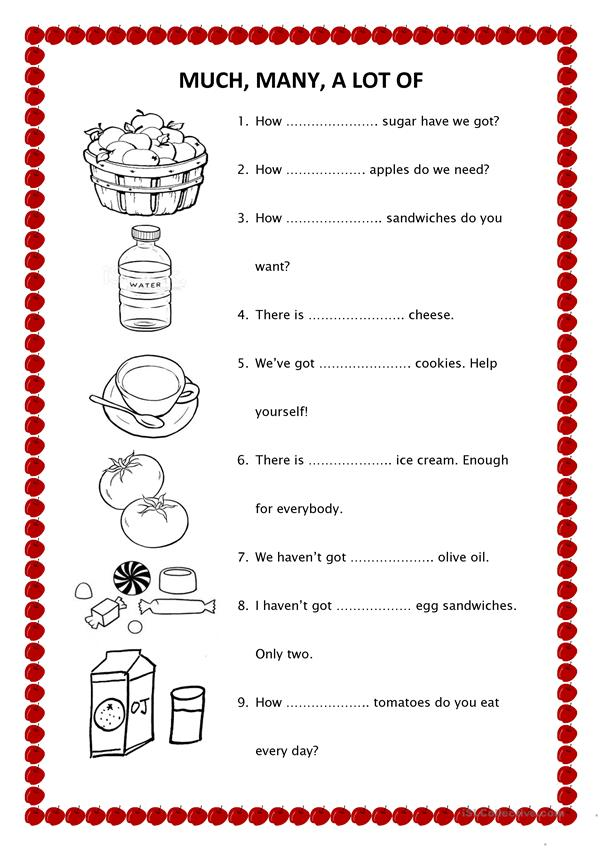 MUCH, MANY, A LOT OF
1. How ...................... sugar have we got?
2. How ................... apples do we need?
3. How ...................... sandwiches do you
want?
WATER
4. There is ....................... cheese.
5. We've got ...................... cookies. Help
yourself!
6. There is .................... ice cream. Enough
for everybody.
7. We haven't got .................... olive oil.
8. I haven't got .................. egg sandwiches.
Only two.
OJ
9. How .................... tomatoes do you eat
every day?
iSLCollective.com